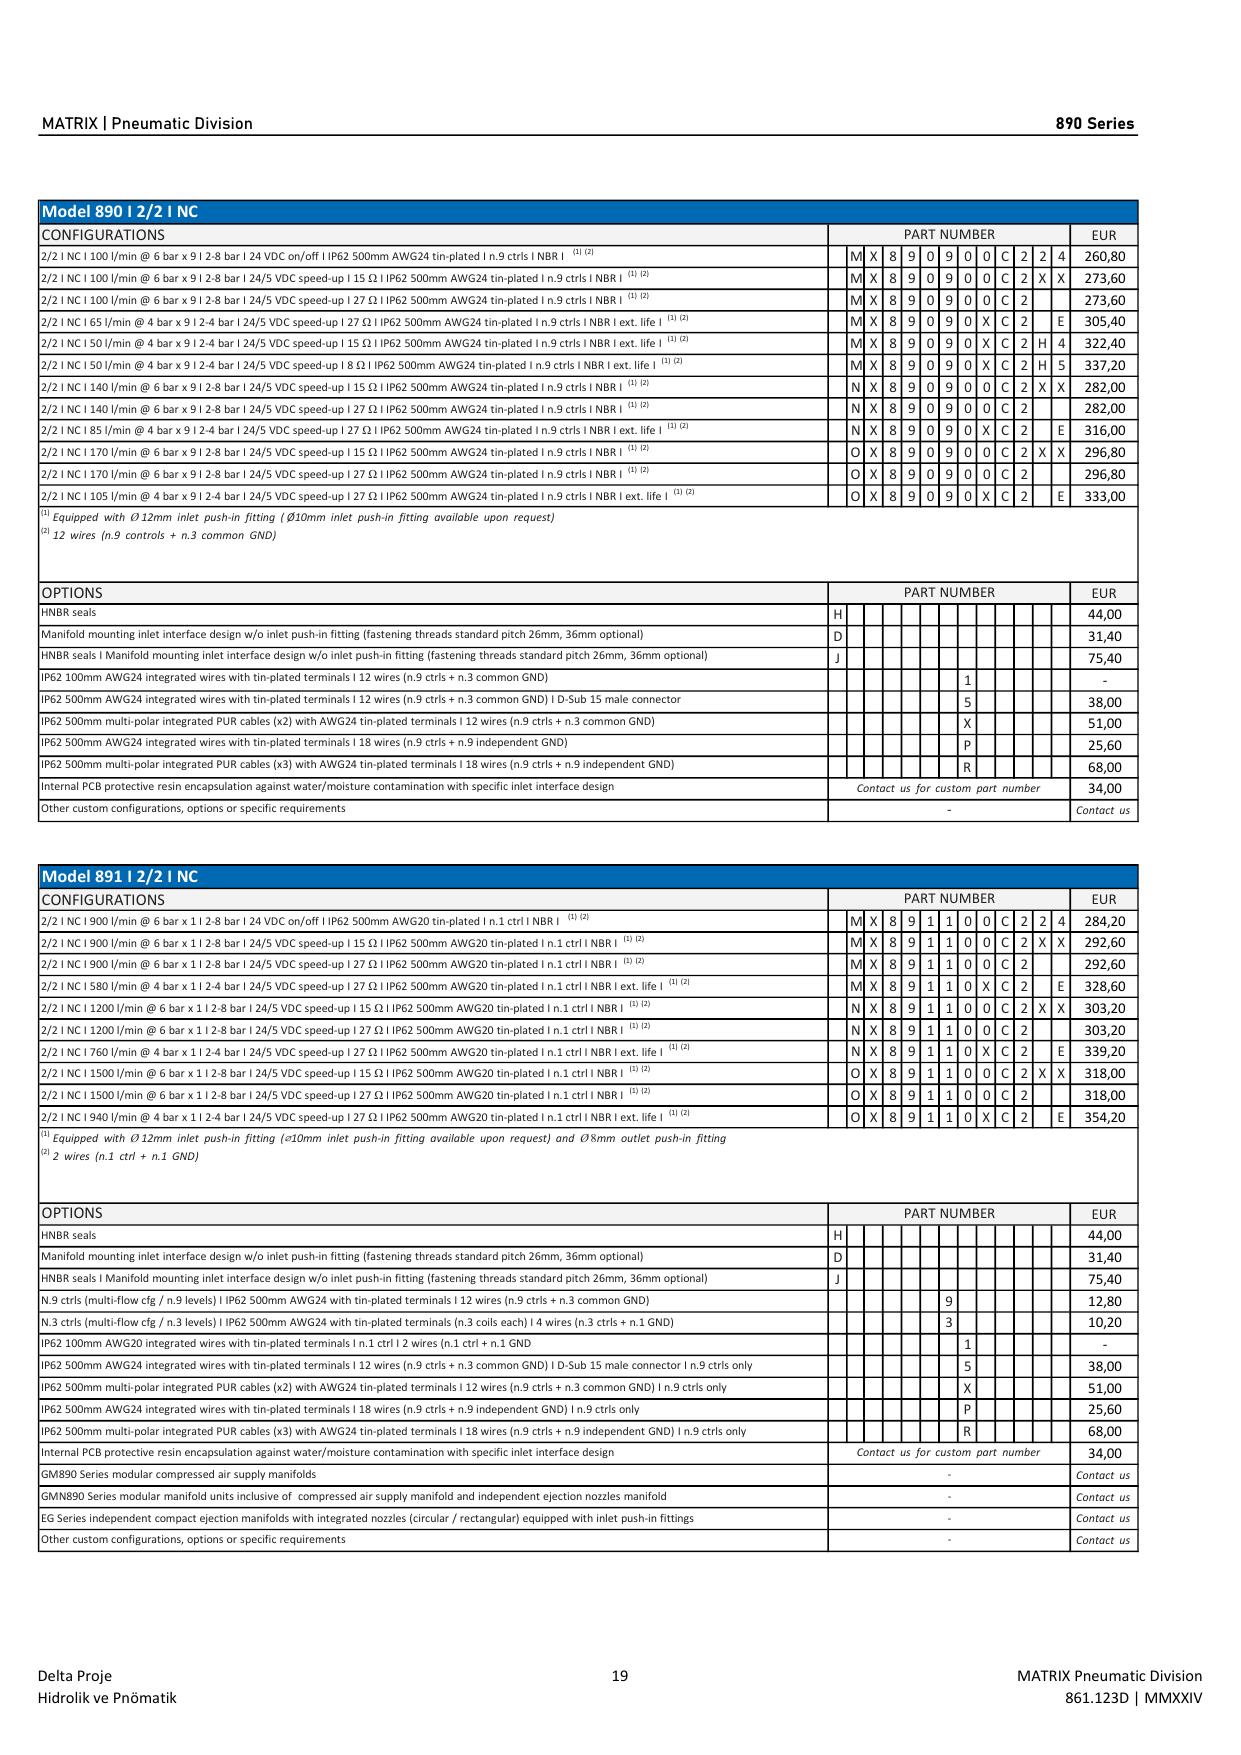 MATRIX | Pneumatic Division 890 Series
Model 890 I 2/2 I NC
CONFIGURATIONS PART NUMBER EUR
2/2 I NC I 100 l/min @ 6 bar x 9 I 2-8 bar I 24 VDC on/off I IP62 500mm AWG24 tin-plated I n.9 ctrls I NBR I (1) (2) M X 8 9 0 9 0 0 C 2 2 4 260,80
2/2 I NC I 100 l/min @ 6 bar x 9 I 2-8 bar I 24/5 VDC speed-up I 15 Ω I IP62 500mm AWG24 tin-plated I n.9 ctrls I NBR I (1) (2) M X 8 9 0 9 0 0 C 2 X X 273,60
2/2 I NC I 100 l/min @ 6 bar x 9 I 2-8 bar I 24/5 VDC speed-up I 27 Ω I IP62 500mm AWG24 tin-plated I n.9 ctrls I NBR I (1) (2) M X 8 9 0 9 0 0 C 2 273,60
2/2 I NC I 65 l/min @ 4 bar x 9 I 2-4 bar I 24/5 VDC speed-up I 27 Ω I IP62 500mm AWG24 tin-plated I n.9 ctrls I NBR I ext. life I (1) (2) M X 8 9 0 9 0 X C 2 E 305,40
2/2 I NC I 50 l/min @ 4 bar x 9 I 2-4 bar I 24/5 VDC speed-up I 15 Ω I IP62 500mm AWG24 tin-plated I n.9 ctrls I NBR I ext. life I (1) (2) M X 8 9 0 9 0 X C 2 H 4 322,40
2/2 I NC I 50 l/min @ 4 bar x 9 I 2-4 bar I 24/5 VDC speed-up I 8 Ω I IP62 500mm AWG24 tin-plated I n.9 ctrls I NBR I ext. life I (1) (2) M X 8 9 0 9 0 X C 2 H 5 337,20
2/2 I NC I 140 l/min @ 6 bar x 9 I 2-8 bar I 24/5 VDC speed-up I 15 Ω I IP62 500mm AWG24 tin-plated I n.9 ctrls I NBR I (1) (2) N X 8 9 0 9 0 0 C 2 X X 282,00
2/2 I NC I 140 l/min @ 6 bar x 9 I 2-8 bar I 24/5 VDC speed-up I 27 Ω I IP62 500mm AWG24 tin-plated I n.9 ctrls I NBR I (1) (2) N X 8 9 0 9 0 0 C 2 282,00
2/2 I NC I 85 l/min @ 4 bar x 9 I 2-4 bar I 24/5 VDC speed-up I 27 Ω I IP62 500mm AWG24 tin-plated I n.9 ctrls I NBR I ext. life I (1) (2) N X 8 9 0 9 0 X C 2 E 316,00
2/2 I NC I 170 l/min @ 6 bar x 9 I 2-8 bar I 24/5 VDC speed-up I 15 Ω I IP62 500mm AWG24 tin-plated I n.9 ctrls I NBR I (1) (2) O X 8 9 0 9 0 0 C 2 X X 296,80
2/2 I NC I 170 l/min @ 6 bar x 9 I 2-8 bar I 24/5 VDC speed-up I 27 Ω I IP62 500mm AWG24 tin-plated I n.9 ctrls I NBR I (1) (2) O X 8 9 0 9 0 0 C 2 296,80
2/2 I NC I 105 l/min @ 4 bar x 9 I 2-4 bar I 24/5 VDC speed-up I 27 Ω I IP62 500mm AWG24 tin-plated I n.9 ctrls I NBR I ext. life I (1) (2) O X 8 9 0 9 0 X C 2 E 333,00
(1) Equipped with Ø 12mm inlet push-in fitting ( Ø10mm inlet push-in fitting available upon request)
(2) 12 wires (n.9 controls + n.3 common GND)
OPTIONS PART NUMBER EUR
HNBR seals H 44,00
Manifold mounting inlet interface design w/o inlet push-in fitting (fastening threads standard pitch 26mm, 36mm optional) D 31,40
HNBR seals I Manifold mounting inlet interface design w/o inlet push-in fitting (fastening threads standard pitch 26mm, 36mm optional) J 75,40
IP62 100mm AWG24 integrated wires with tin-plated terminals I 12 wires (n.9 ctrls + n.3 common GND) 1 -
IP62 500mm AWG24 integrated wires with tin-plated terminals I 12 wires (n.9 ctrls + n.3 common GND) I D-Sub 15 male connector 5 38,00
IP62 500mm multi-polar integrated PUR cables (x2) with AWG24 tin-plated terminals I 12 wires (n.9 ctrls + n.3 common GND) X 51,00
IP62 500mm AWG24 integrated wires with tin-plated terminals I 18 wires (n.9 ctrls + n.9 independent GND) P 25,60
IP62 500mm multi-polar integrated PUR cables (x3) with AWG24 tin-plated terminals I 18 wires (n.9 ctrls + n.9 independent GND) R 68,00
Internal PCB protective resin encapsulation against water/moisture contamination with specific inlet interface design Contact us for custom part number 34,00
Other custom configurations, options or specific requirements - Contact us
Model 891 I 2/2 I NC
CONFIGURATIONS PART NUMBER EUR
2/2 I NC I 900 l/min @ 6 bar x 1 I 2-8 bar I 24 VDC on/off I IP62 500mm AWG20 tin-plated I n.1 ctrl I NBR I (1) (2) M X 8 9 1 1 0 0 C 2 2 4 284,20
2/2 I NC I 900 l/min @ 6 bar x 1 I 2-8 bar I 24/5 VDC speed-up I 15 Ω I IP62 500mm AWG20 tin-plated I n.1 ctrl I NBR I (1) (2) M X 8 9 1 1 0 0 C 2 X X 292,60
2/2 I NC I 900 l/min @ 6 bar x 1 I 2-8 bar I 24/5 VDC speed-up I 27 Ω I IP62 500mm AWG20 tin-plated I n.1 ctrl I NBR I (1) (2) M X 8 9 1 1 0 0 C 2 292,60
2/2 I NC I 580 l/min @ 4 bar x 1 I 2-4 bar I 24/5 VDC speed-up I 27 Ω I IP62 500mm AWG20 tin-plated I n.1 ctrl I NBR I ext. life I (1) (2) M X 8 9 1 1 0 X C 2 E 328,60
2/2 I NC I 1200 l/min @ 6 bar x 1 I 2-8 bar I 24/5 VDC speed-up I 15 Ω I IP62 500mm AWG20 tin-plated I n.1 ctrl I NBR I (1) (2) N X 8 9 1 1 0 0 C 2 X X 303,20
2/2 I NC I 1200 l/min @ 6 bar x 1 I 2-8 bar I 24/5 VDC speed-up I 27 Ω I IP62 500mm AWG20 tin-plated I n.1 ctrl I NBR I (1) (2) N X 8 9 1 1 0 0 C 2 303,20
2/2 I NC I 760 l/min @ 4 bar x 1 I 2-4 bar I 24/5 VDC speed-up I 27 Ω I IP62 500mm AWG20 tin-plated I n.1 ctrl I NBR I ext. life I (1) (2) N X 8 9 1 1 0 X C 2 E 339,20
2/2 I NC I 1500 l/min @ 6 bar x 1 I 2-8 bar I 24/5 VDC speed-up I 15 Ω I IP62 500mm AWG20 tin-plated I n.1 ctrl I NBR I (1) (2) O X 8 9 1 1 0 0 C 2 X X 318,00
2/2 I NC I 1500 l/min @ 6 bar x 1 I 2-8 bar I 24/5 VDC speed-up I 27 Ω I IP62 500mm AWG20 tin-plated I n.1 ctrl I NBR I (1) (2) O X 8 9 1 1 0 0 C 2 318,00
2/2 I NC I 940 l/min @ 4 bar x 1 I 2-4 bar I 24/5 VDC speed-up I 27 Ω I IP62 500mm AWG20 tin-plated I n.1 ctrl I NBR I ext. life I (1) (2) O X 8 9 1 1 0 X C 2 E 354,20
(1) Equipped with Ø 12mm inlet push-in fitting (⌀10mm inlet push-in fitting available upon request) and Ø 8mm outlet push-in fitting
(2) 2 wires (n.1 ctrl + n.1 GND)
OPTIONS PART NUMBER EUR
HNBR seals H 44,00
Manifold mounting inlet interface design w/o inlet push-in fitting (fastening threads standard pitch 26mm, 36mm optional) D 31,40
HNBR seals I Manifold mounting inlet interface design w/o inlet push-in fitting (fastening threads standard pitch 26mm, 36mm optional) J 75,40
N.9 ctrls (multi-flow cfg / n.9 levels) I IP62 500mm AWG24 with tin-plated terminals I 12 wires (n.9 ctrls + n.3 common GND) 9 12,80
N.3 ctrls (multi-flow cfg / n.3 levels) I IP62 500mm AWG24 with tin-plated terminals (n.3 coils each) I 4 wires (n.3 ctrls + n.1 GND) 3 10,20
IP62 100mm AWG20 integrated wires with tin-plated terminals I n.1 ctrl I 2 wires (n.1 ctrl + n.1 GND 1 -
IP62 500mm AWG24 integrated wires with tin-plated terminals I 12 wires (n.9 ctrls + n.3 common GND) I D-Sub 15 male connector I n.9 ctrls only 5 38,00
IP62 500mm multi-polar integrated PUR cables (x2) with AWG24 tin-plated terminals I 12 wires (n.9 ctrls + n.3 common GND) I n.9 ctrls only X 51,00
IP62 500mm AWG24 integrated wires with tin-plated terminals I 18 wires (n.9 ctrls + n.9 independent GND) I n.9 ctrls only P 25,60
IP62 500mm multi-polar integrated PUR cables (x3) with AWG24 tin-plated terminals I 18 wires (n.9 ctrls + n.9 independent GND) I n.9 ctrls only R 68,00
Internal PCB protective resin encapsulation against water/moisture contamination with specific inlet interface design Contact us for custom part number 34,00
GM890 Series modular compressed air supply manifolds - Contact us
GMN890 Series modular manifold units inclusive of compressed air supply manifold and independent ejection nozzles manifold - Contact us
EG Series independent compact ejection manifolds with integrated nozzles (circular / rectangular) equipped with inlet push-in fittings - Contact us
Other custom configurations, options or specific requirements - Contact us
Delta Proje 19 MATRIX Pneumatic Division
Hidrolik ve Pnömatik 861.123D | MMXXIV